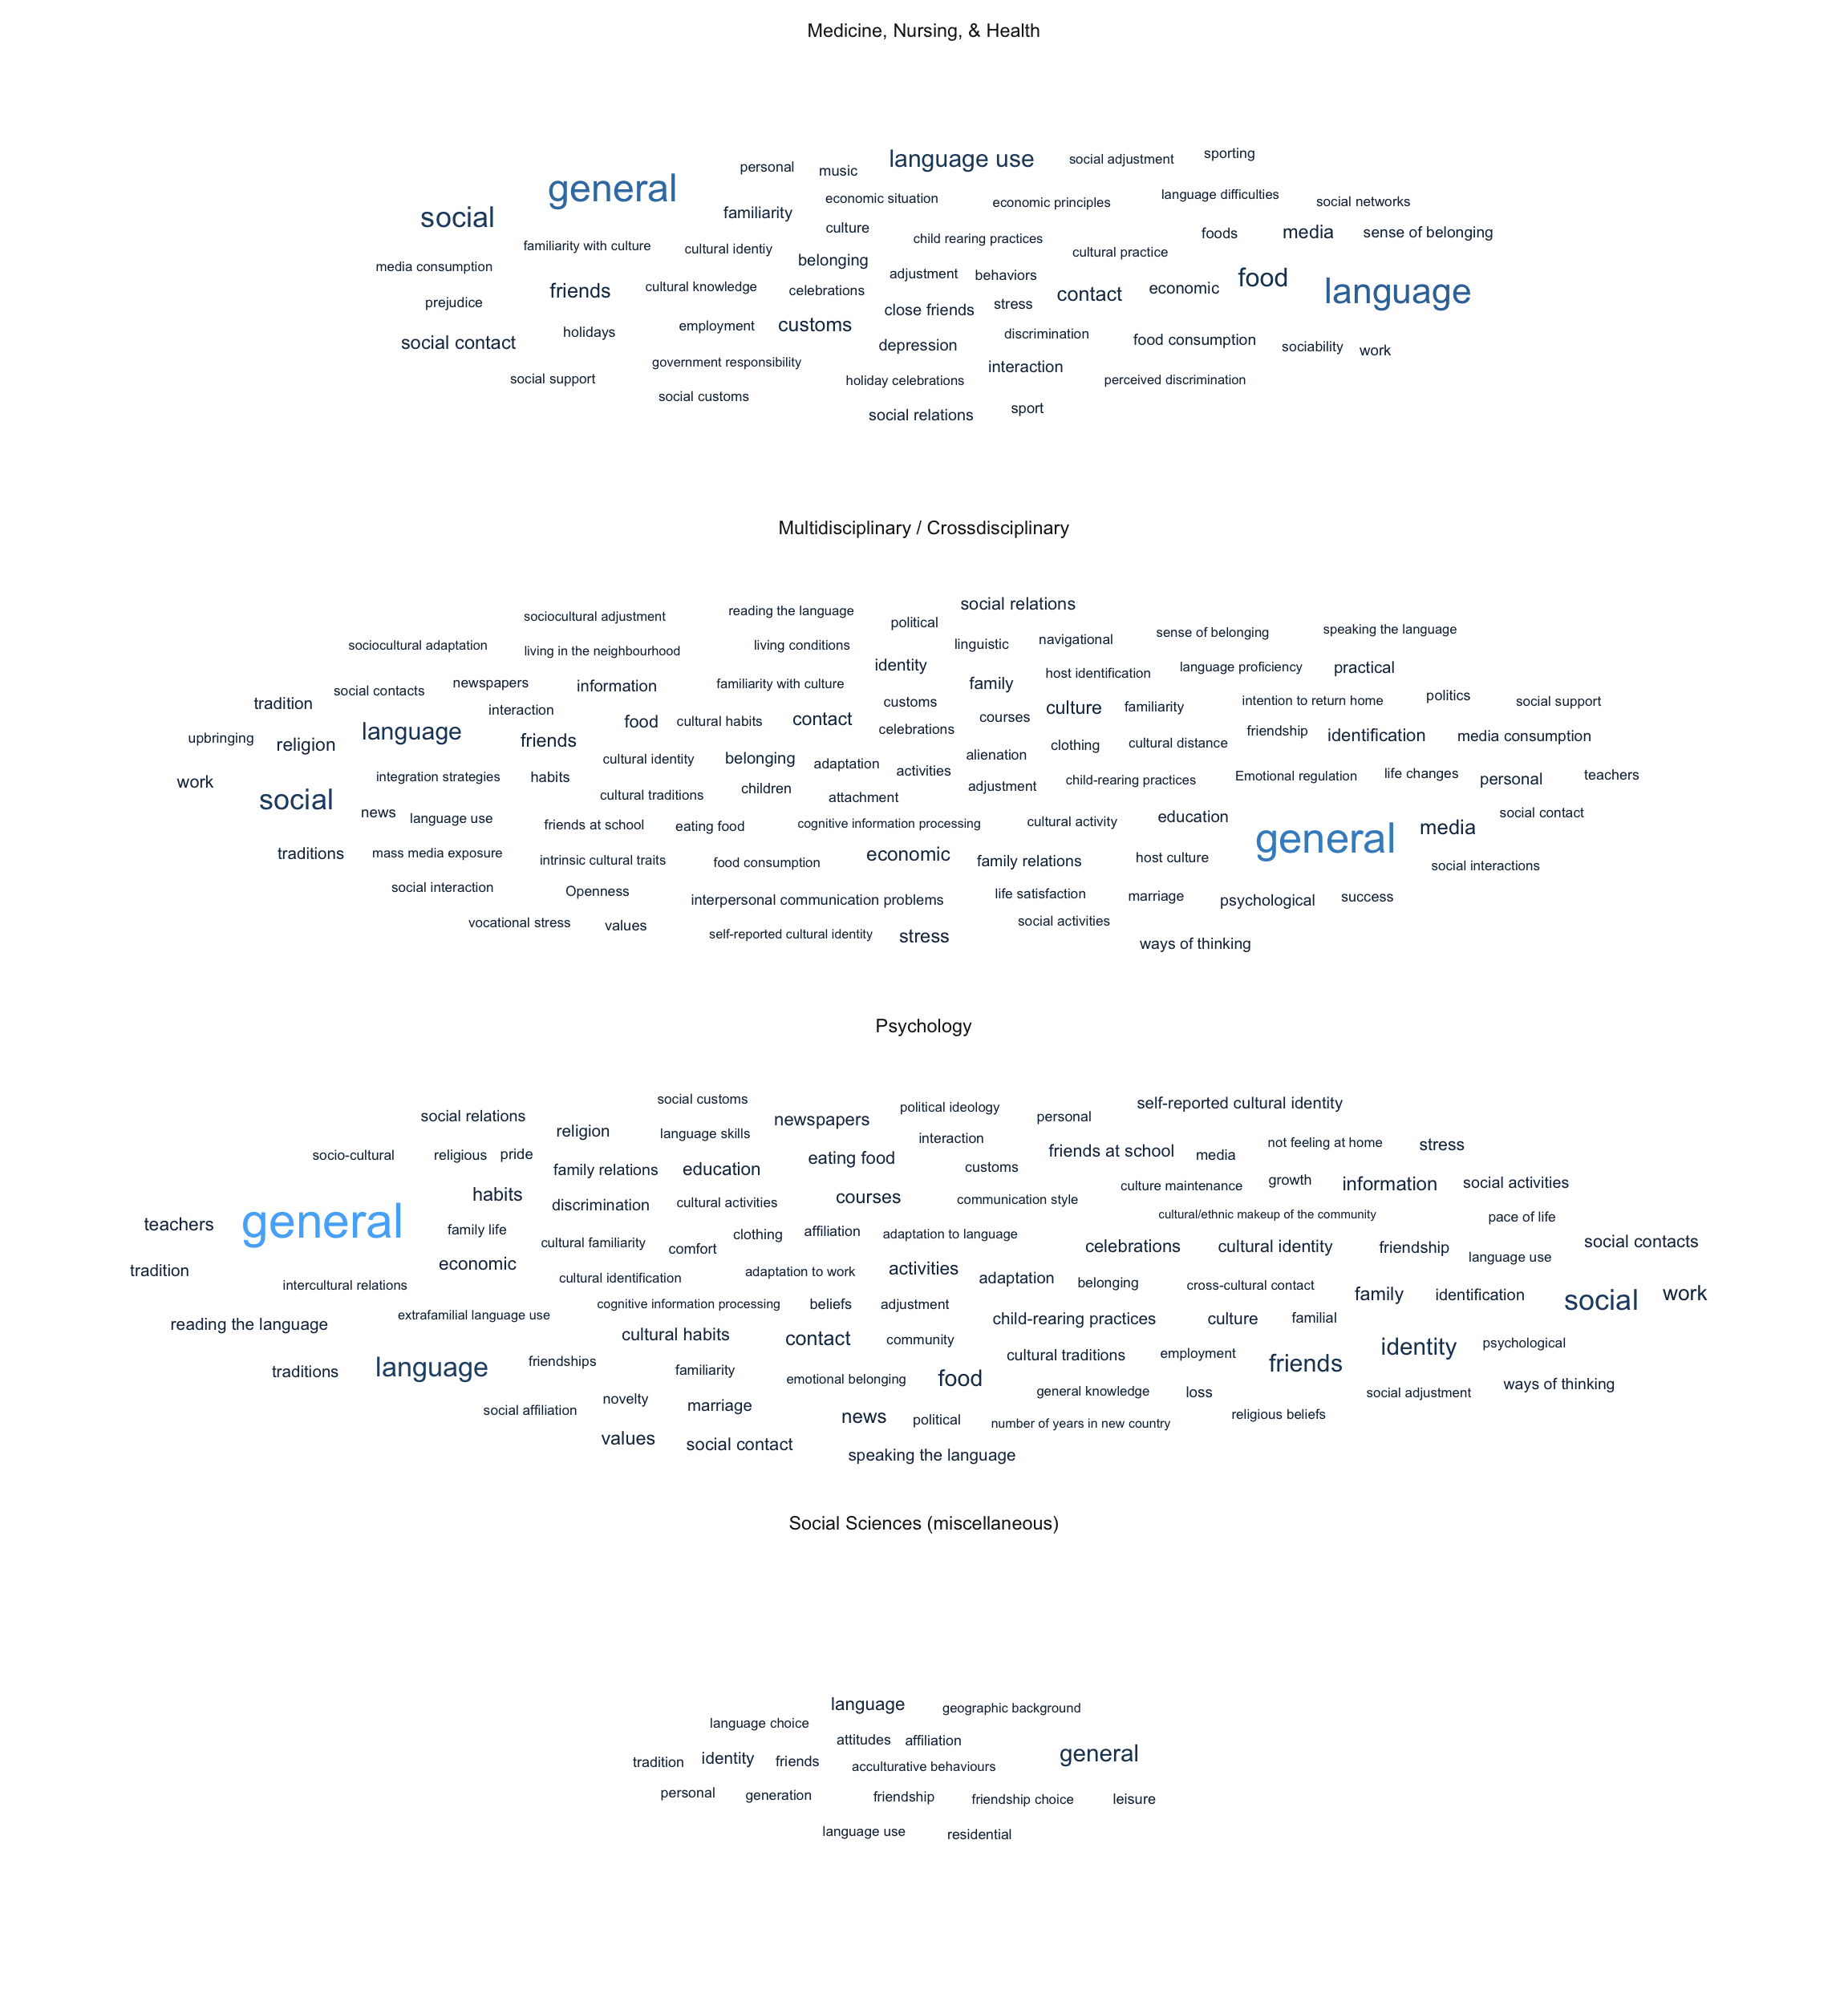 Medicine, Nursing, & Health
personal music language use social adjustment sporting
general economic situation economic principles language difficulties social networks
social familiarity culture child rearing practices foods media sense of belonging
familiarity with culture cultural identiy belonging cultural practice
media consumption adjustment behaviors food language
prejudice friends cultural knowledge celebrations close friends stress contact economic
social contact holidays employment customs depression discrimination food consumption sociability work
government responsibility interaction
social support holiday celebrations perceived discrimination
social customs social relations sport
Multidisciplinary / Crossdisciplinary
sociocultural adjustment reading the language political social relations
sociocultural adaptation living in the neighbourhood living conditions linguistic navigational sense of belonging speaking the language
identity host identification language proficiency practical
tradition social contacts newspapers information familiarity with culture family
interaction customs intention to return home politics social support
upbringing religion language friends food cultural habits contact celebrations courses culture familiarity
cultural identity belonging alienation clothing cultural distance friendship identification media consumption
work integration strategies habits adaptation activities adjustment child-rearing practices Emotional regulation life changes personal teachers
social cultural traditions children attachment
news language use friends at school eating food cognitive information processing cultural activity education general media social contact
traditions mass media exposure intrinsic cultural traits food consumption economic family relations host culture social interactions
social interaction Openness interpersonal communication problems life satisfaction marriage psychological success
vocational stress values self-reported cultural identity stress social activities
ways of thinking
Psychology
social customs political ideology self-reported cultural identity
social relations religion language skills newspapers interaction personal
socio-cultural religious pride family relations education eating food customs friends at school media not feeling at home stress
habits discrimination cultural activities courses communication style culture maintenance growth information social activities
teachers general family life clothing affiliation adaptation to language cultural/ethnic makeup of the community pace of life
tradition economic cultural familiarity comfort celebrations cultural identity friendship language use social contacts
intercultural relations cultural identification adaptation to work activities adaptation belonging cross-cultural contact
reading the language extrafamilial language use cognitive information processing beliefs adjustment child-rearing practices culture familial family identification social work
cultural habits contact community
traditions language friendships familiarity cultural traditions employment friends identity psychological
emotional belonging food general knowledge loss social adjustment ways of thinking
social affiliation novelty marriage news political number of years in new country religious beliefs
values social contact speaking the language
Social Sciences (miscellaneous)
language geographic background
language choice attitudes affiliation
tradition identity friends acculturative behaviours general
personal generation friendship friendship choice leisure
language use residential